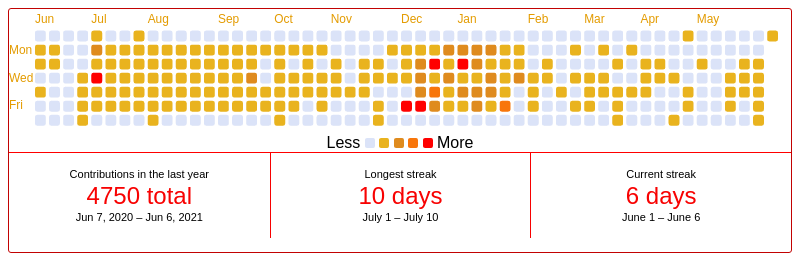 Jun Jul Aug Sep Oct Nov Dec Jan Feb Mar Apr May
Mon
Wed
Fri
Less More
Contributions in the last year
4750 total
Jun 7, 2020 – Jun 6, 2021
Longest streak
10 days
July 1 – July 10
Current streak
6 days
June 1 – June 6